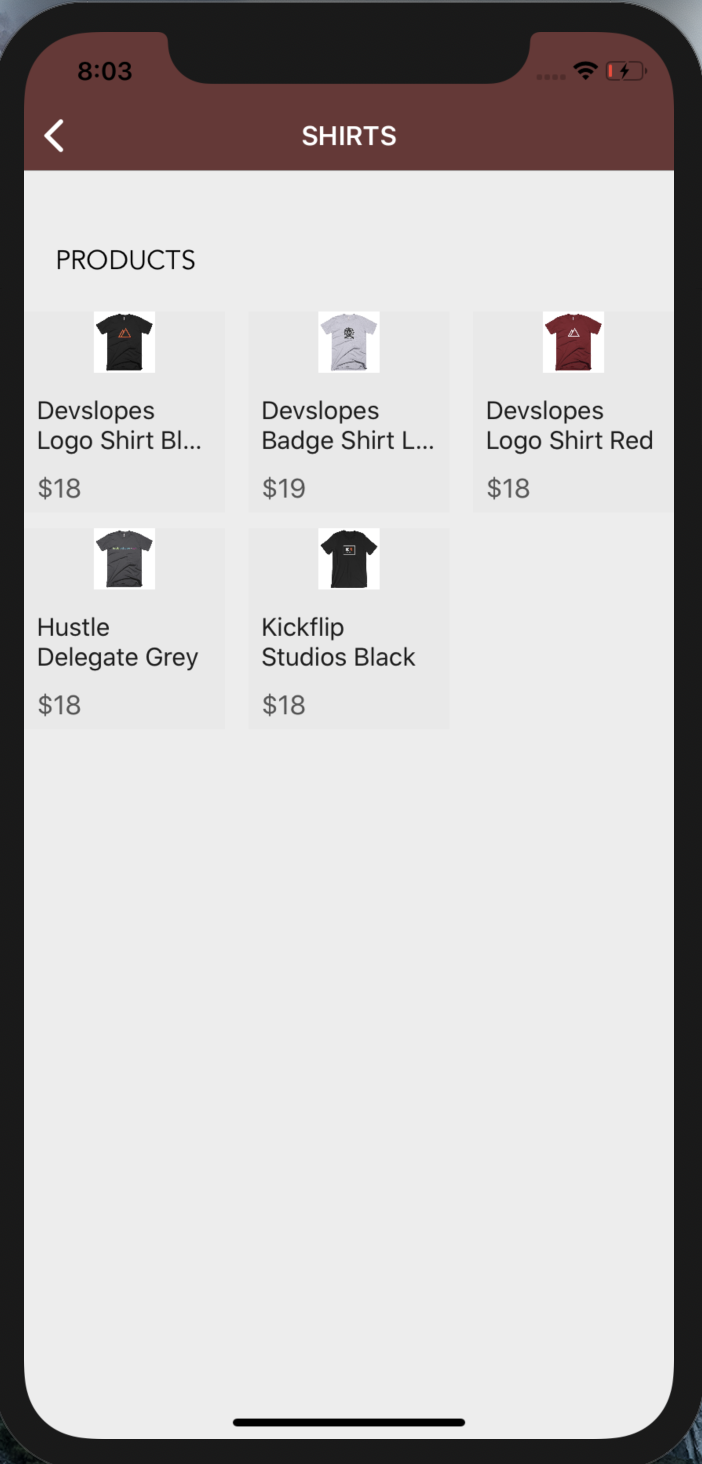 8:03
SHIRTS
PRODUCTS
Devslopes
Logo Shirt Bl...
$18
Devslopes
Badge Shirt L...
$19
Devslopes
Logo Shirt Red
$18
Hustle
Delegate Grey
$18
Kickflip
Studios Black
$18